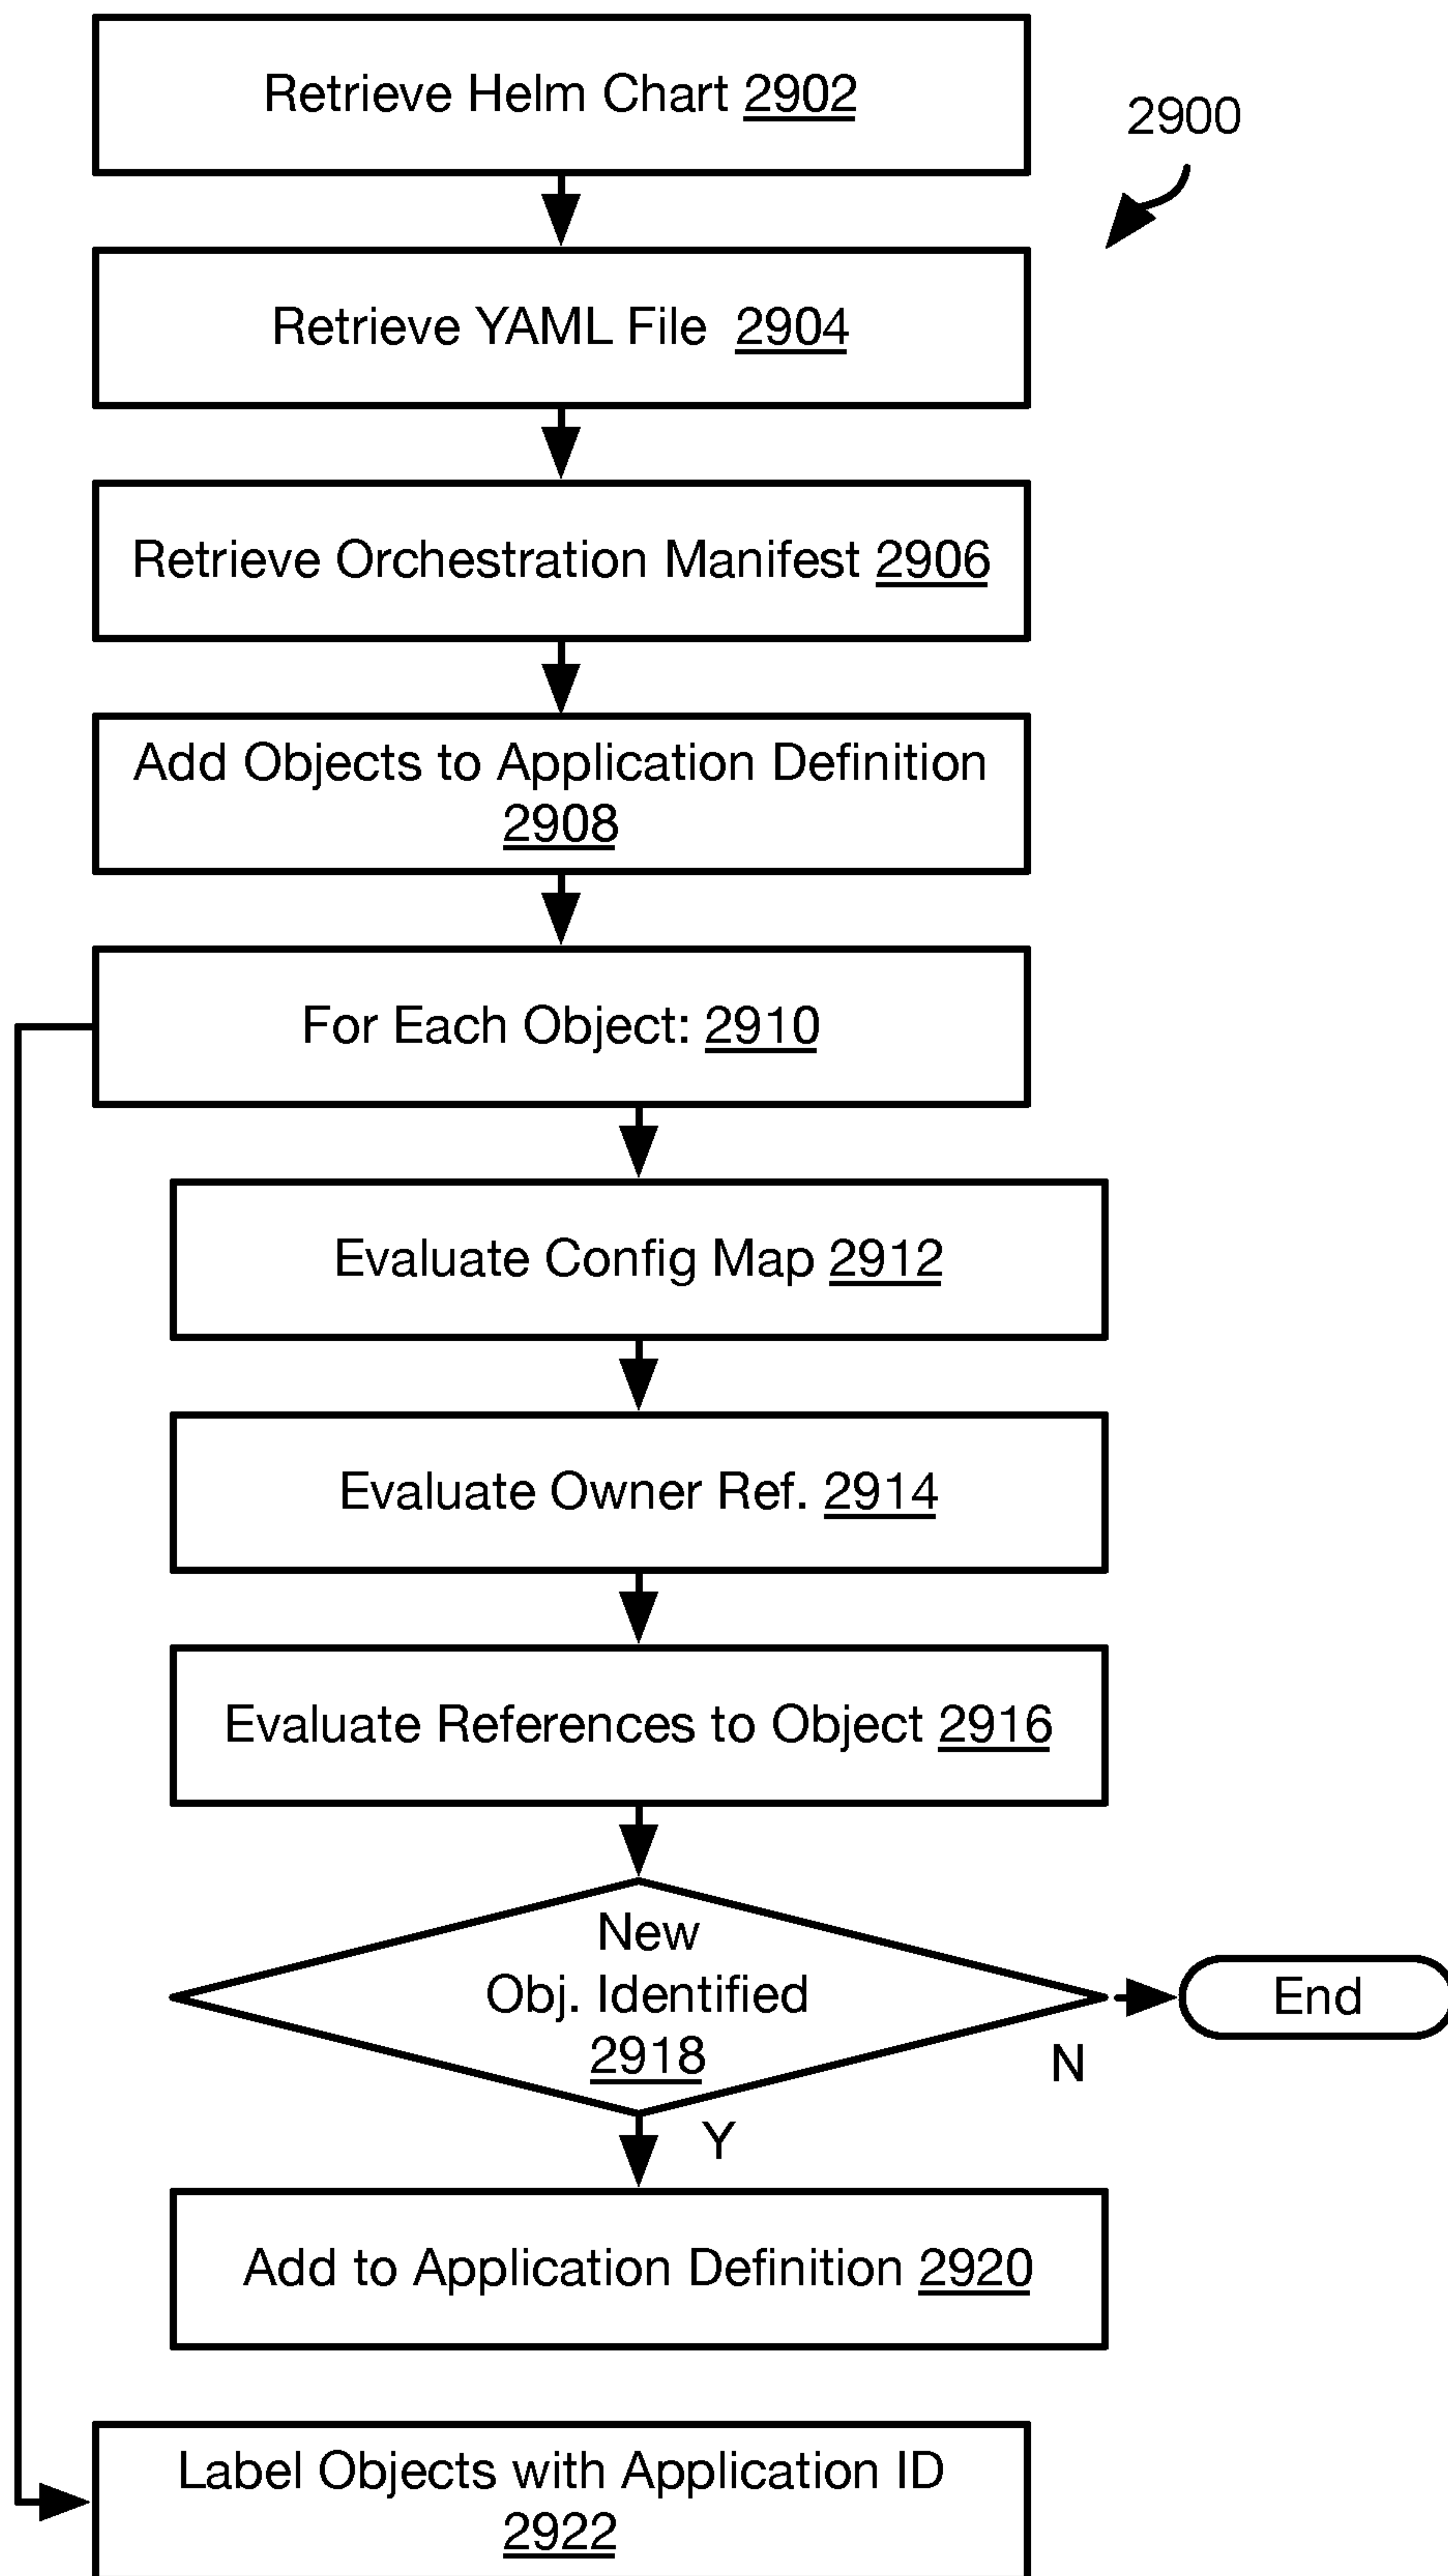 Retrieve Helm Chart 2902
2900
Retrieve YAML File 2904
Retrieve Orchestration Manifest 2906
Add Objects to Application Definition
2908
For Each Object: 2910
Evaluate Config Map 2912
Evaluate Owner Ref. 2914
Evaluate References to Object 2916
New
Obj. Identified
2918
End
N
Y
Add to Application Definition 2920
Label Objects with Application ID
2922